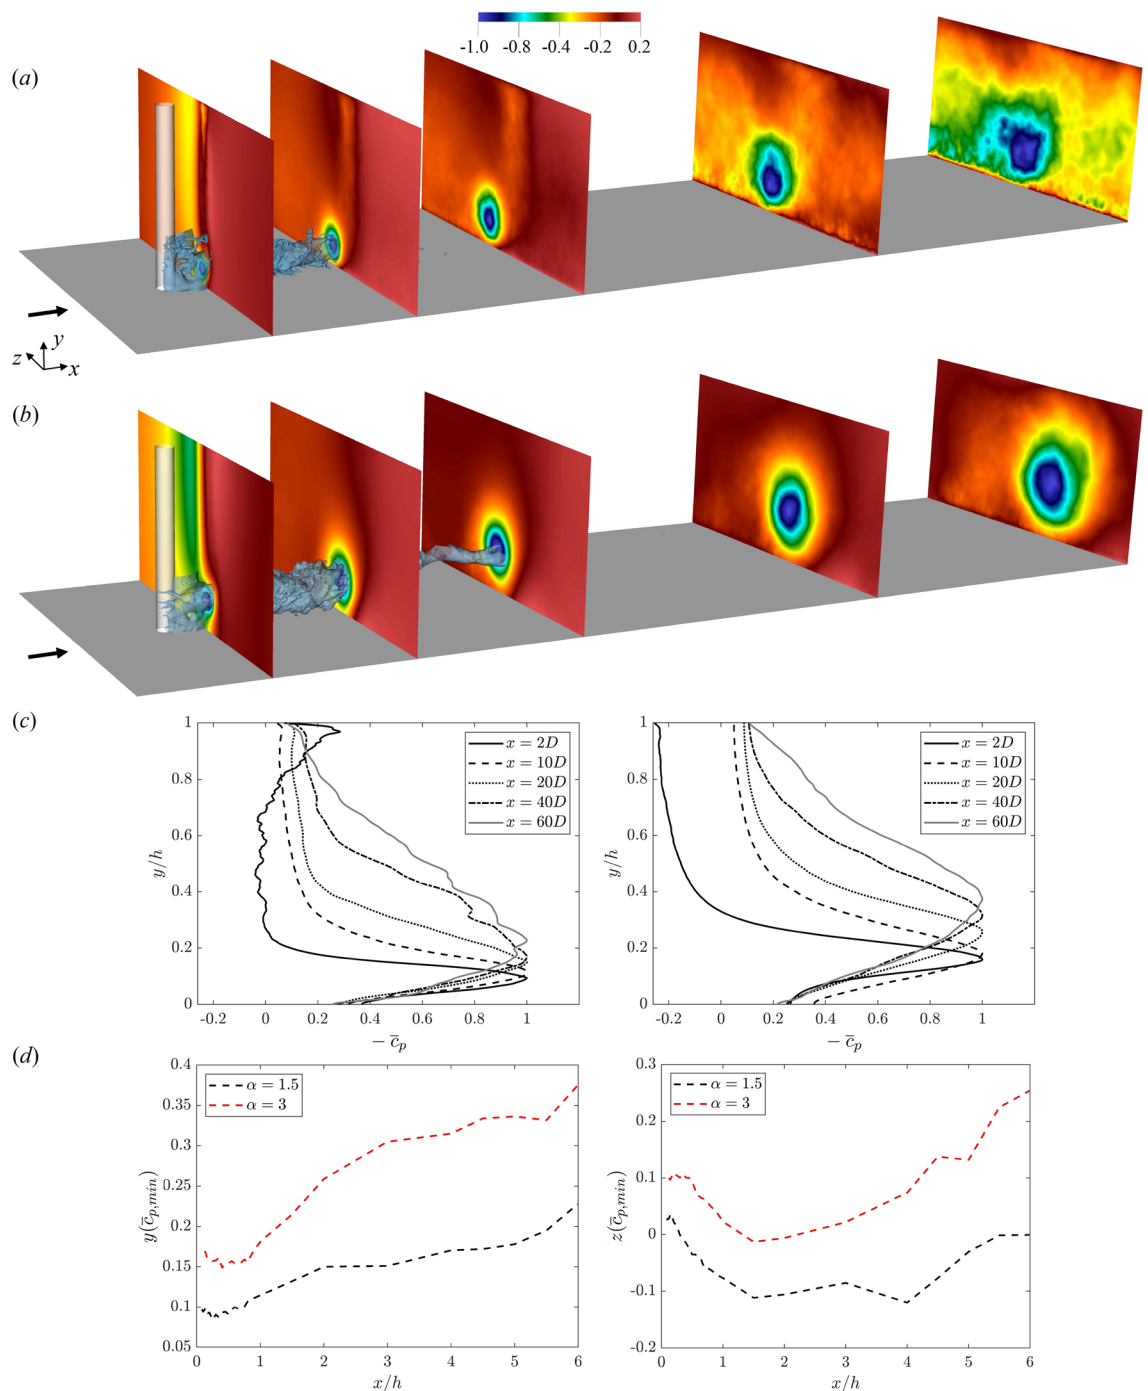 -1.0 -0.8 -0.4 -0.2 0.2
(a)
y
z
x
(b)
(c)
1
0.8
0.6
0.4
0.2
0
y/h
-0.2 0 0.2 0.4 0.6 0.8 1
− c̄p
x = 2D
x = 10D
x = 20D
x = 40D
x = 60D
1
0.8
0.6
0.4
0.2
0
y/h
-0.2 0 0.2 0.4 0.6 0.8 1
− c̄p
x = 2D
x = 10D
x = 20D
x = 40D
x = 60D
(d)
0.4
0.35
0.3
0.25
0.2
0.15
0.1
0.05
y(c̄p,min)
0 1 2 3 4 5 6
x/h
α = 1.5
α = 3
0.3
0.2
0.1
0
-0.1
-0.2
z(c̄p,min)
0 1 2 3 4 5 6
x/h
α = 1.5
α = 3